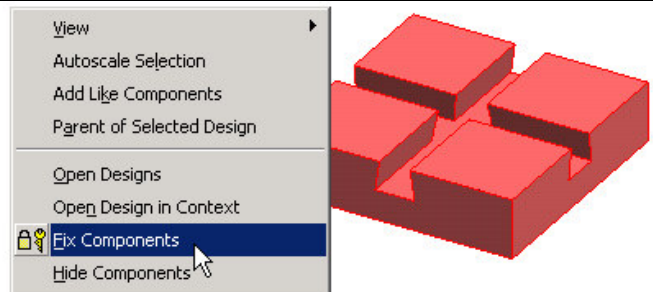 View
Autoscale Selection
Add Like Components
Parent of Selected Design
Open Designs
Open Design in Context
Fix Components
Hide Components